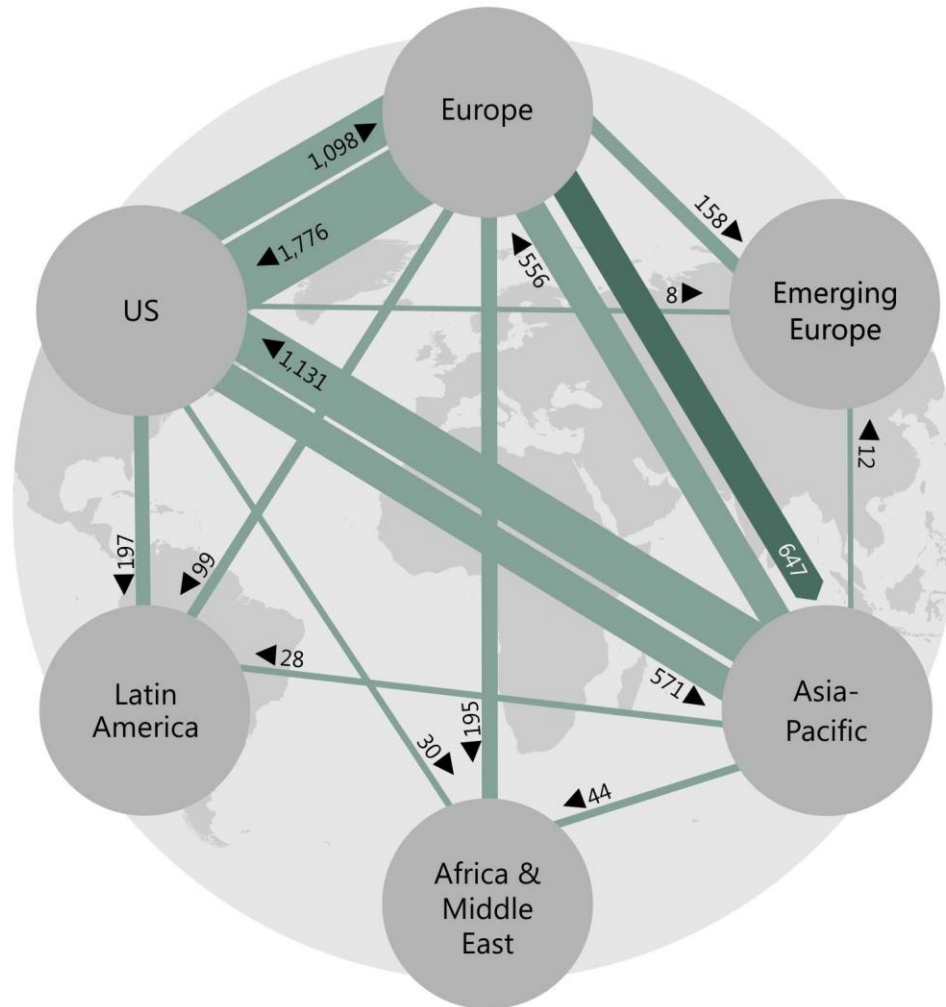 Europe
1,098
1,776
158
556
US
8
Emerging
Europe
1,131
12
197
99
647
28
571
Latin
America
Asia-
Pacific
30
195
44
Africa &
Middle
East